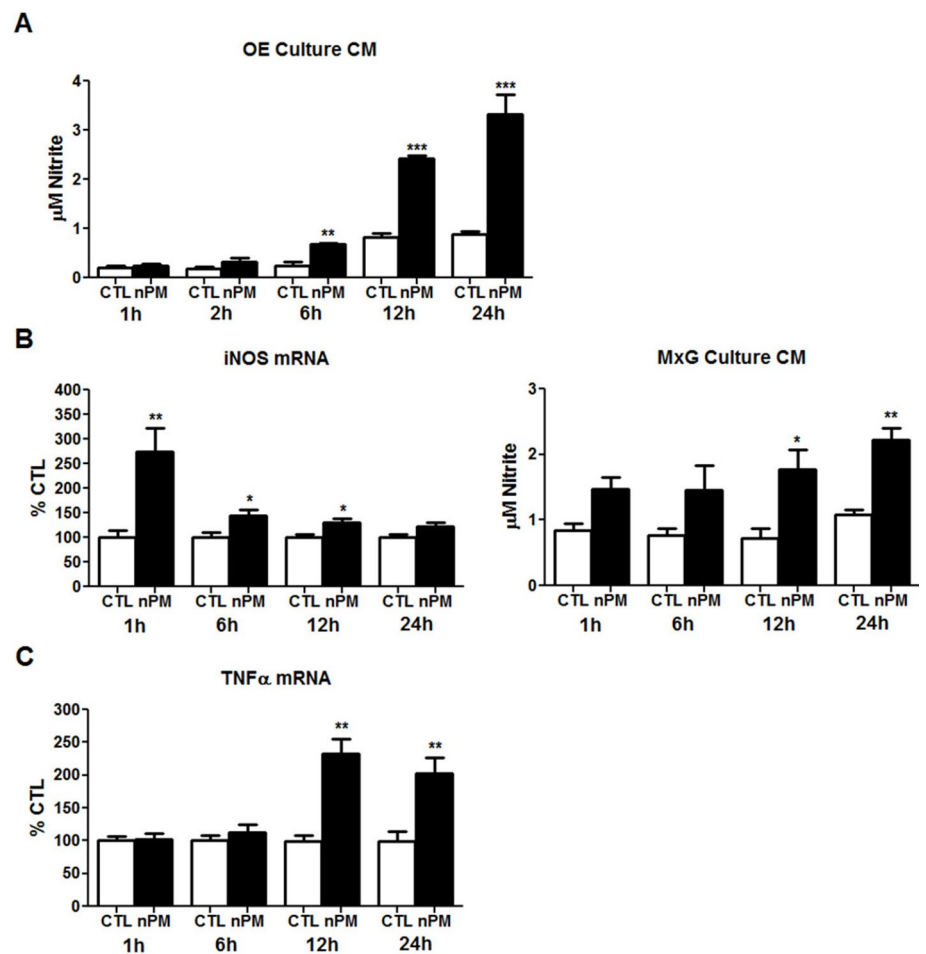 A
OE Culture CM
µM Nitrite
4
3
2
1
0
** *** ***
CTL nPM CTL nPM CTL nPM CTL nPM CTL nPM
1h 2h 6h 12h 24h
B
iNOS mRNA
% CTL
400
350
300
250
200
150
100
50
0
** * *
CTL nPM CTL nPM CTL nPM CTL nPM
1h 6h 12h 24h
MxG Culture CM
µM Nitrite
3
2
1
0
* **
CTL nPM CTL nPM CTL nPM CTL nPM
1h 6h 12h 24h
C
TNFα mRNA
% CTL
300
250
200
150
100
50
0
** **
CTL nPM CTL nPM CTL nPM CTL nPM
1h 6h 12h 24h